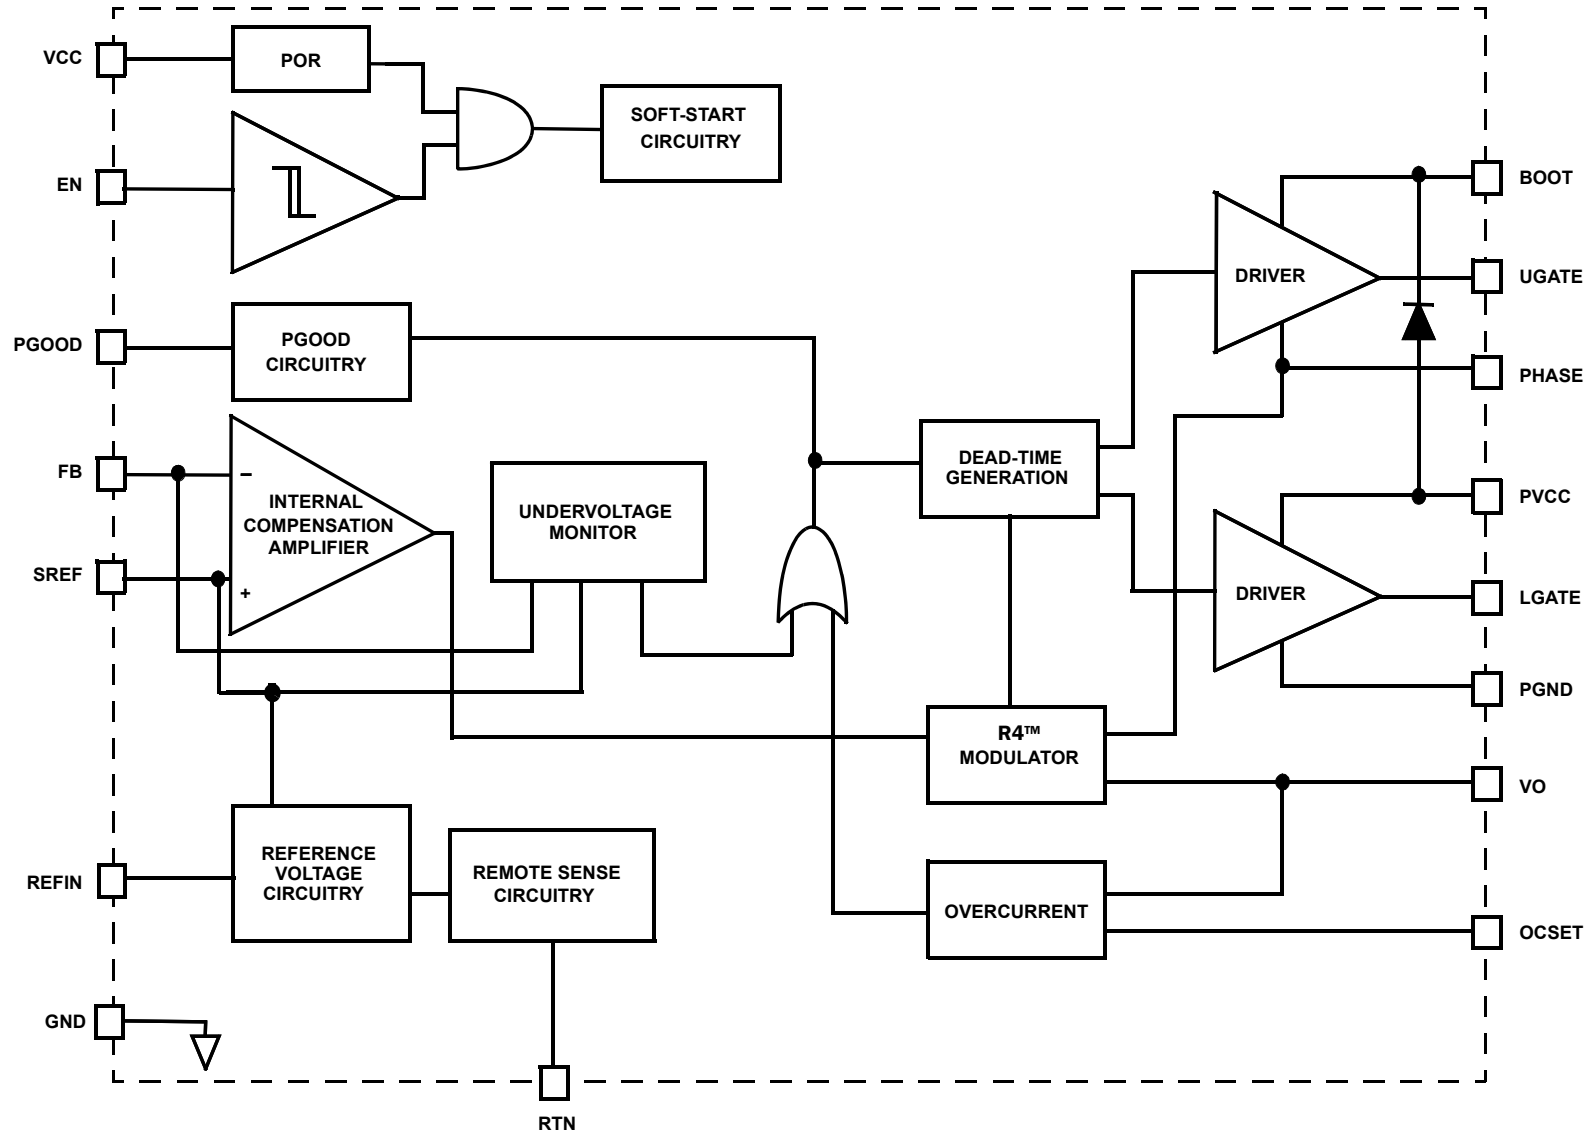 VCC
POR
SOFT-START
CIRCUITRY
EN
BOOT
DRIVER
UGATE
PGOOD
PGOOD
CIRCUITRY
PHASE
FB
−
INTERNAL
COMPENSATION
AMPLIFIER
+
SREF
UNDERVOLTAGE
MONITOR
DEAD-TIME
GENERATION
PVCC
DRIVER
LGATE
PGND
R4™
MODULATOR
VO
REFIN
REFERENCE
VOLTAGE
CIRCUITRY
REMOTE SENSE
CIRCUITRY
OVERCURRENT
OCSET
GND
RTN